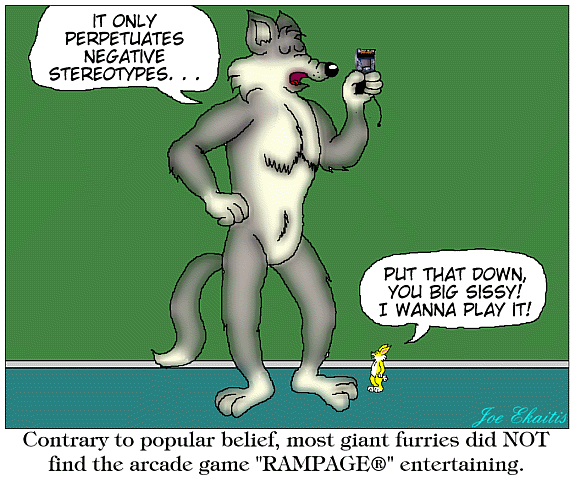 IT ONLY
PERPETUATES
NEGATIVE
STEREOTYPES. . .
PUT THAT DOWN,
YOU BIG SISSY!
I WANNA PLAY IT!
Joe Ekaitis
Contrary to popular belief, most giant furries did NOT
find the arcade game "RAMPAGE®" entertaining.